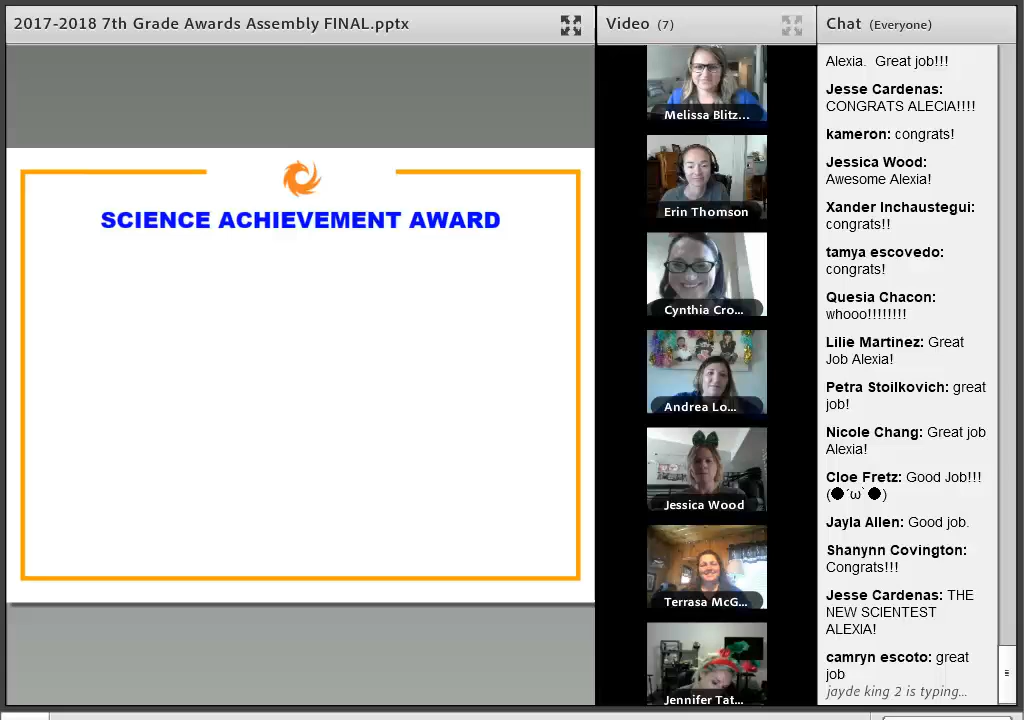 2017-2018 7th Grade Awards Assembly FINAL.pptx
SCIENCE ACHIEVEMENT AWARD
Video (7)
Melissa Blitz...
Erin Thomson
Cynthia Cro...
Andrea Lo...
Jessica Wood
Terrasa McG...
Jennifer Tat...
Chat (Everyone)
Alexia. Great job!!!
Jesse Cardenas:
CONGRATS ALECIA!!!!
kameron: congrats!
Jessica Wood:
Awesome Alexia!
Xander Inchaustegui:
congrats!!
tamya escovedo:
congrats!
Quesia Chacon:
whooo!!!!!!!!
Lilie Martinez: Great
Job Alexia!
Petra Stoilkovich: great
job!
Nicole Chang: Great job
Alexia!
Cloe Fretz: Good Job!!!
(●´ω`●)
Jayla Allen: Good job.
Shanynn Covington:
Congrats!!!
Jesse Cardenas: THE
NEW SCIENTEST
ALEXIA!
camryn escoto: great
job
jayde king 2 is typing...